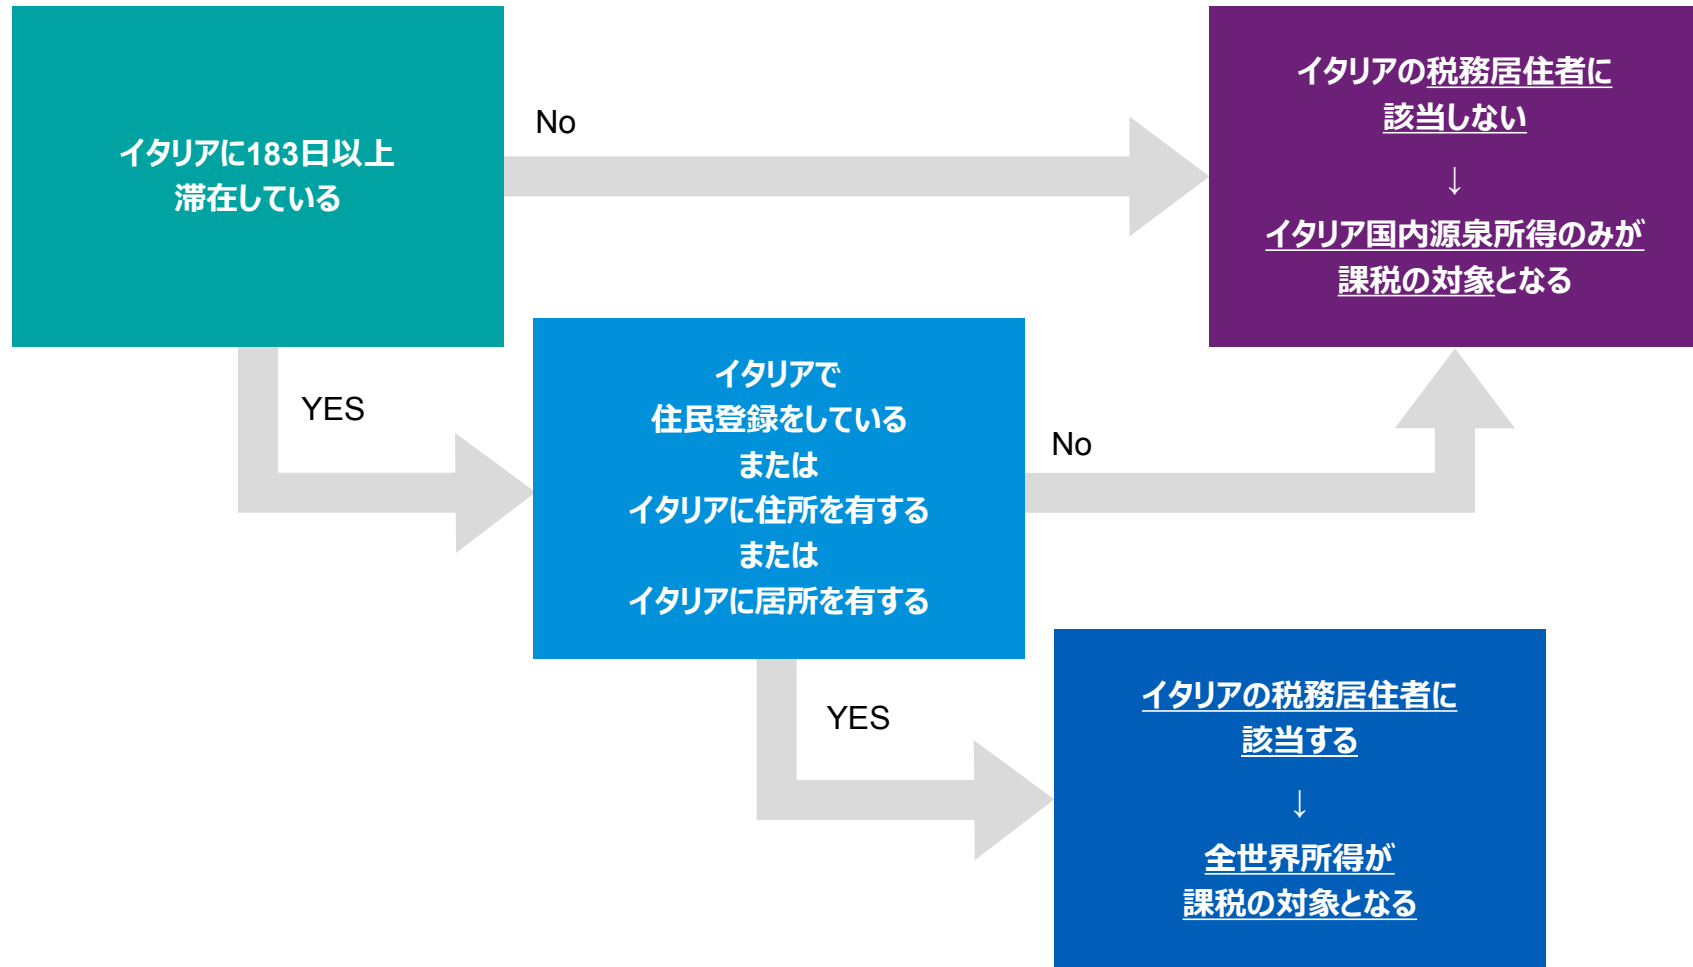 イタリアに183日以上
滞在している
No
イタリアの税務居住者に
該当しない
↓
イタリア国内源泉所得のみが
課税の対象となる
YES
イタリアで
住民登録をしている
または
イタリアに住所を有する
または
イタリアに居所を有する
No
YES
イタリアの税務居住者に
該当する
↓
全世界所得が
課税の対象となる